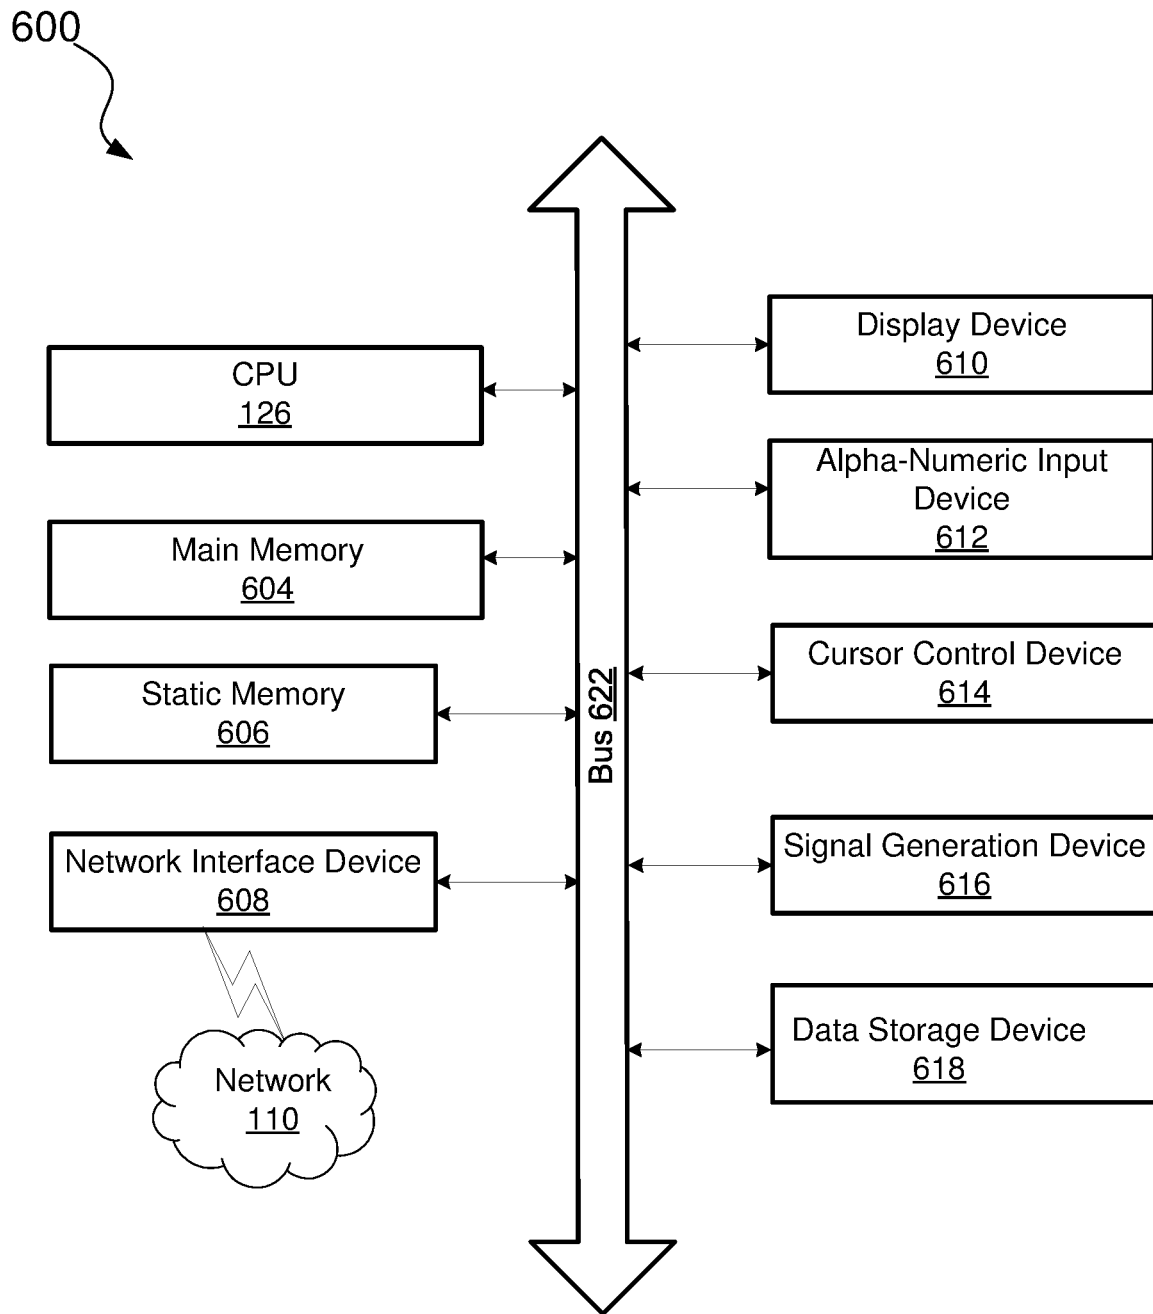 600
CPU
126
Main Memory
604
Static Memory
606
Network Interface Device
608
Network
110
Bus 622
Display Device
610
Alpha-Numeric Input
Device
612
Cursor Control Device
614
Signal Generation Device
616
Data Storage Device
618